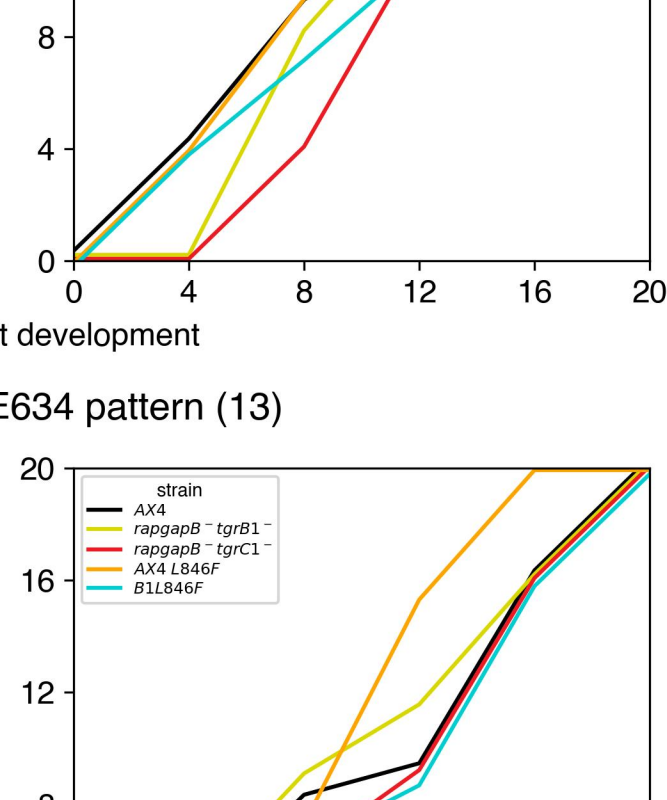 8
4
0
0 4 8 12 16 20
t development
E634 pattern (13)
20
strain
AX4
rapgapB⁻tgrB1⁻
rapgapB⁻tgrC1⁻
AX4 L846F
B1L846F
16
12
8